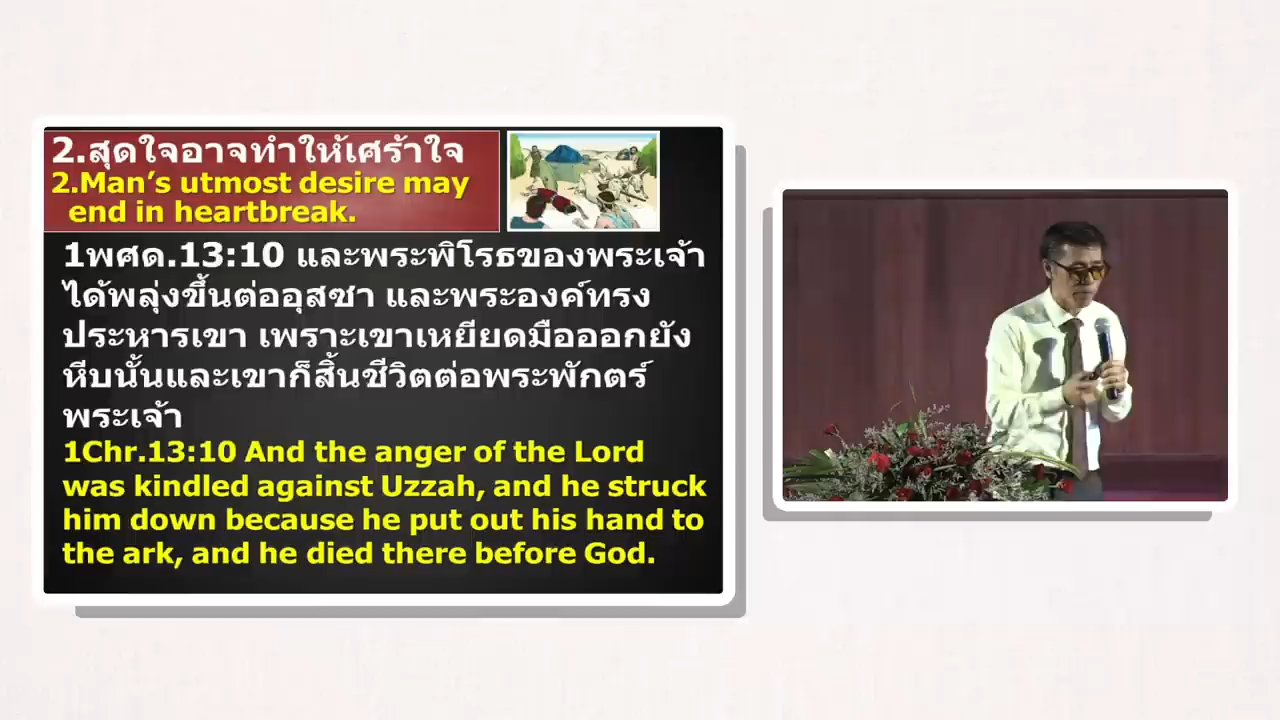 2.สุดใจอาจทำให้เศร้าใจ
2.Man's utmost desire may
end in heartbreak.
1พศด.13:10 และพระพิโรธของพระเจ้า
ได้พลุ่งขึ้นต่ออุสซา และพระองค์ทรง
ประหารเขา เพราะเขาเหยียดมือออกยัง
หีบนั้นและเขาก็สิ้นชีวิตต่อพระพักตร์
พระเจ้า
1Chr.13:10 And the anger of the Lord
was kindled against Uzzah, and he struck
him down because he put out his hand to
the ark, and he died there before God.